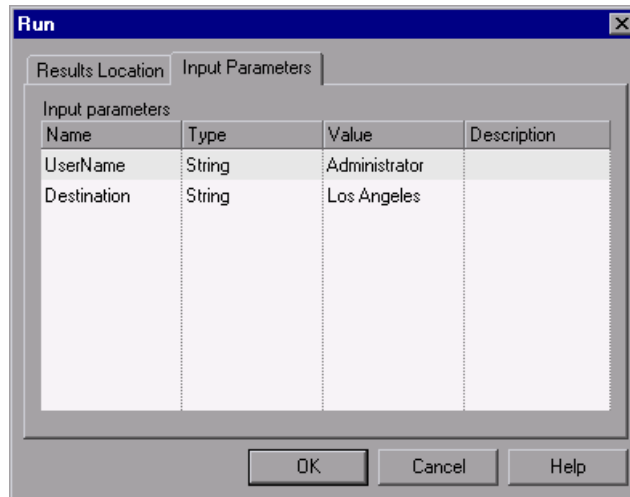 Run
Results Location Input Parameters
Input parameters
Name Type Value Description
UserName String Administrator
Destination String Los Angeles
OK Cancel Help